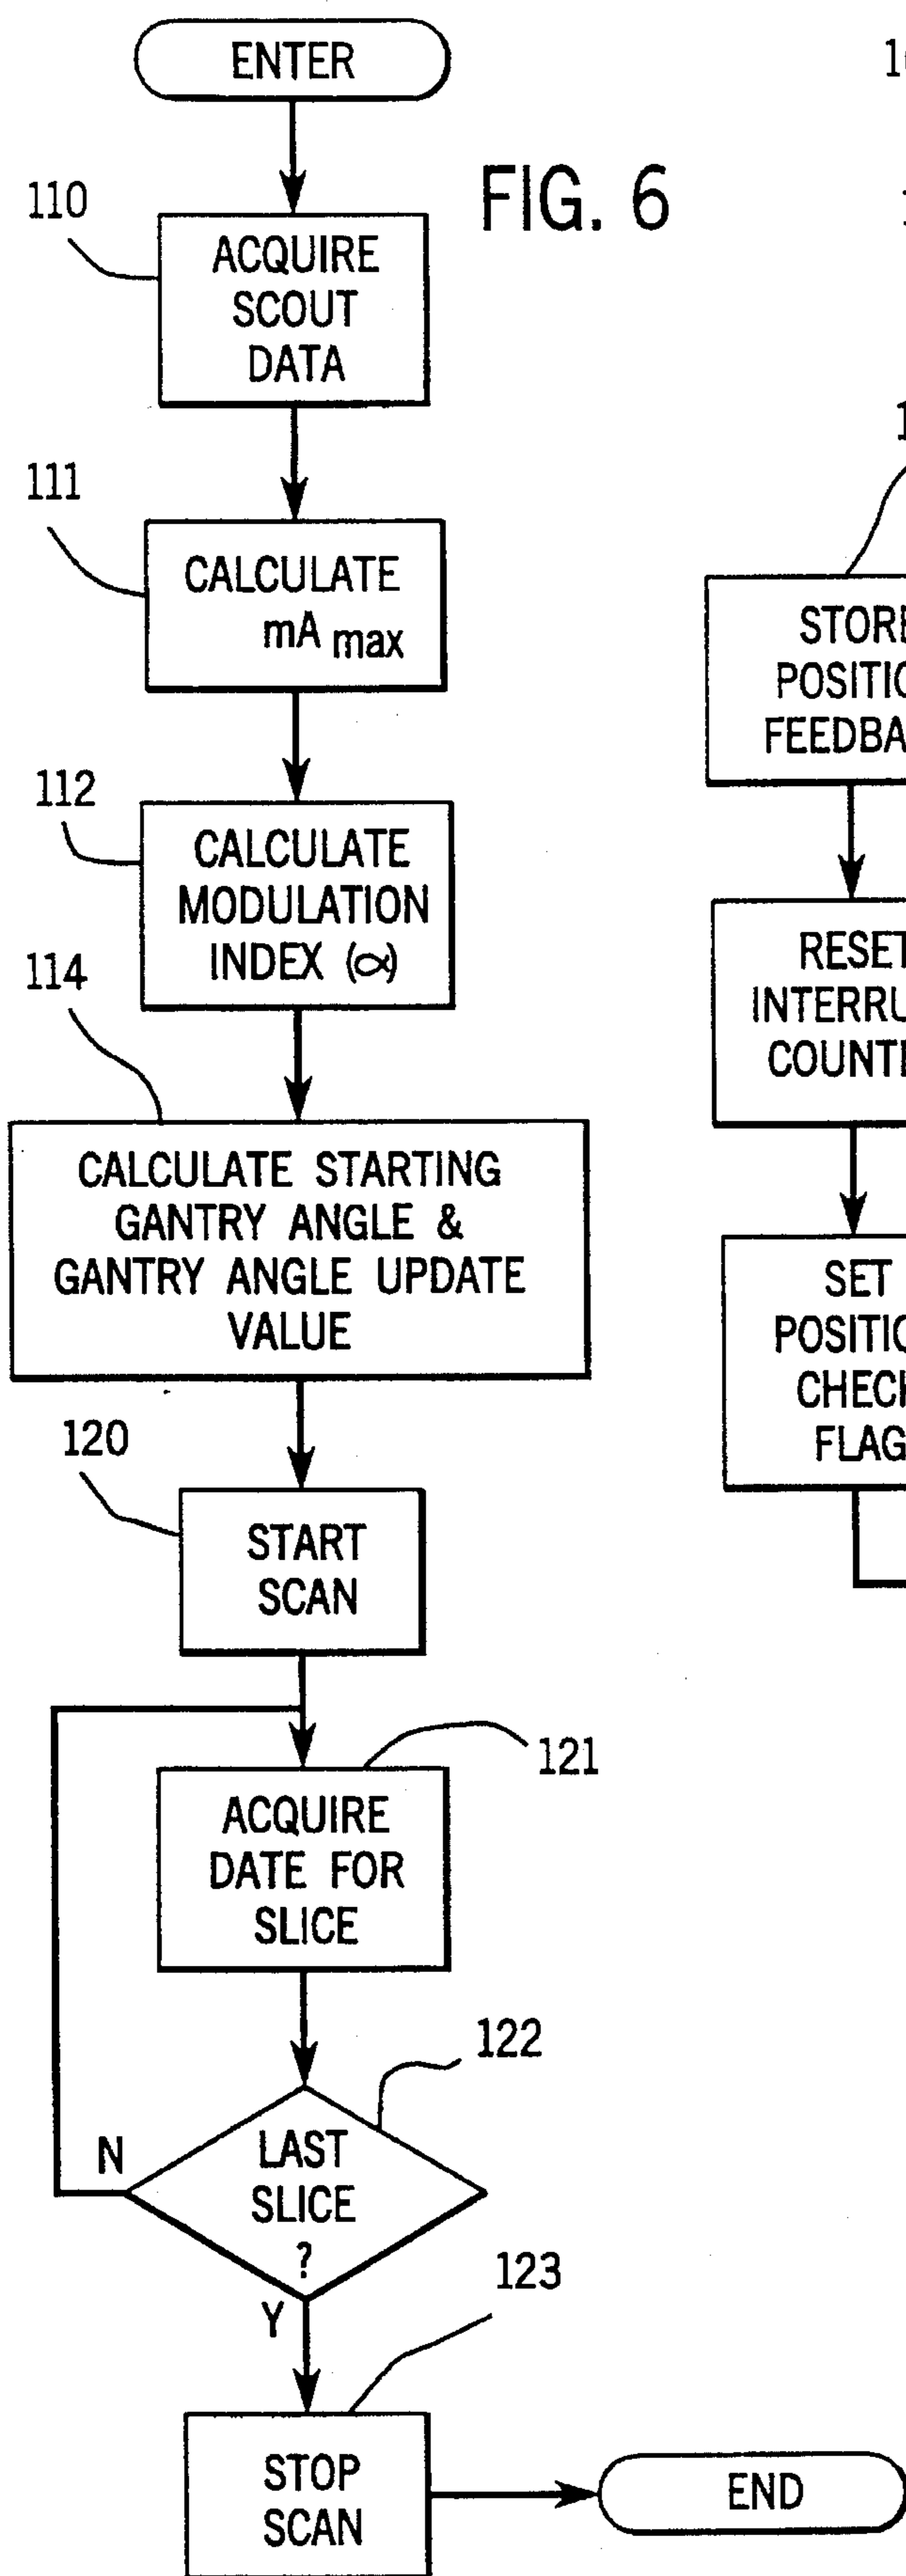 ENTER
FIG. 6
110
ACQUIRE
SCOUT
DATA
111
CALCULATE
mA max
112
CALCULATE
MODULATION
INDEX (α)
114
CALCULATE STARTING
GANTRY ANGLE &
GANTRY ANGLE UPDATE
VALUE
120
START
SCAN
121
ACQUIRE
DATE FOR
SLICE
122
LAST
SLICE
?
N
Y
123
STOP
SCAN
END
SET
FLAG